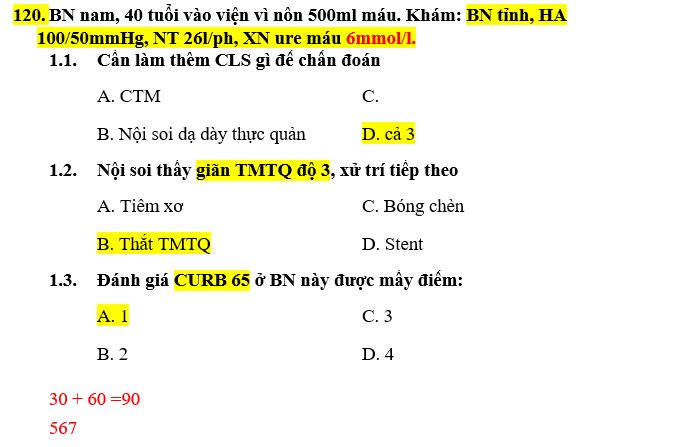 120. BN nam, 40 tuổi vào viện vì nôn 500ml máu. Khám: BN tỉnh, HA
100/50mmHg, NT 26l/ph, XN ure máu 6mmol/l.
1.1. Cần làm thêm CLS gì để chẩn đoán
A. CTM C.
B. Nội soi dạ dày thực quản D. cả 3
1.2. Nội soi thấy giãn TMTQ độ 3, xử trí tiếp theo
A. Tiêm xơ C. Bóng chèn
B. Thắt TMTQ D. Stent
1.3. Đánh giá CURB 65 ở BN này được mấy điểm:
A. 1 C. 3
B. 2 D. 4
30 + 60 =90
567